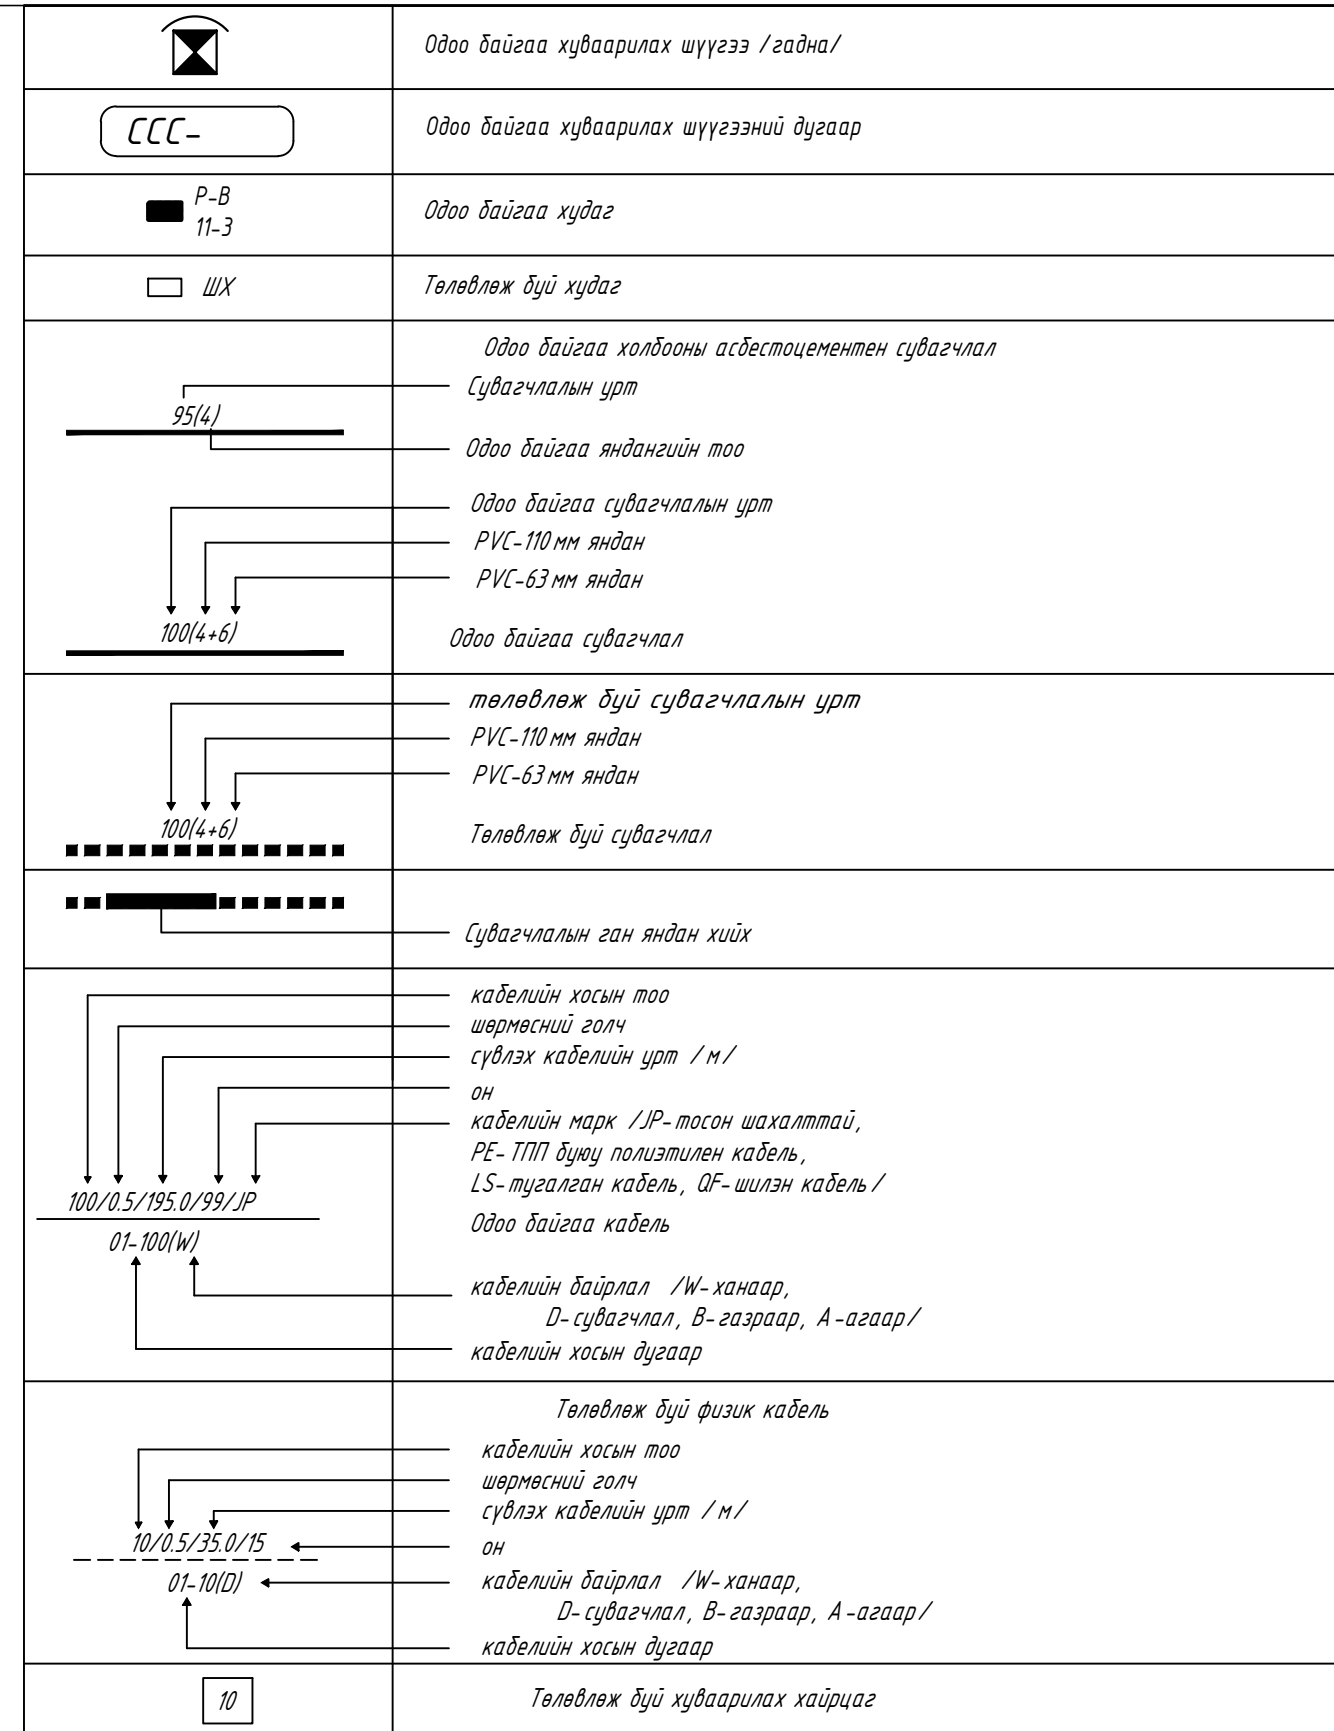 Одоо байгаа хуваарилах шүүгээ /гадна/
ССС-
Одоо байгаа хуваарилах шүүгээний дугаар
Р-В
11-3
Одоо байгаа худаг
ШХ
Төлөвлөж буй худаг
Одоо байгаа холбооны асбестоцементен сувагчлал
Сувагчлалын урт
95(4)
Одоо байгаа яндангийн тоо
Одоо байгаа сувагчлалын урт
PVC-110 мм яндан
PVC-63 мм яндан
100(4+6)
Одоо байгаа сувагчлал
төлөвлөж буй сувагчлалын урт
PVC-110 мм яндан
PVC-63 мм яндан
100(4+6)
Төлөвлөж буй сувагчлал
Сувагчлалын ган яндан хийх
кабелийн хосын тоо
шөрмөсний голч
сүвлэх кабелийн урт /м/
он
кабелийн марк /JP-тосон шахалттай,
PE-ТПП буюу полиэтилен кабель,
LS-тугалган кабель, QF-шилэн кабель/
100/0.5/195.0/99/JP
Одоо байгаа кабель
01-100(W)
кабелийн байрлал /W-ханаар,
D-сувагчлал, B-газраар, A-агаар/
кабелийн хосын дугаар
Төлөвлөж буй физик кабель
кабелийн хосын тоо
шөрмөсний голч
сүвлэх кабелийн урт /м/
10/0.5/35.0/15
он
01-10(D)
кабелийн байрлал /W-ханаар,
D-сувагчлал, B-газраар, A-агаар/
кабелийн хосын дугаар
10
Төлөвлөж буй хуваарилах хайрцаг